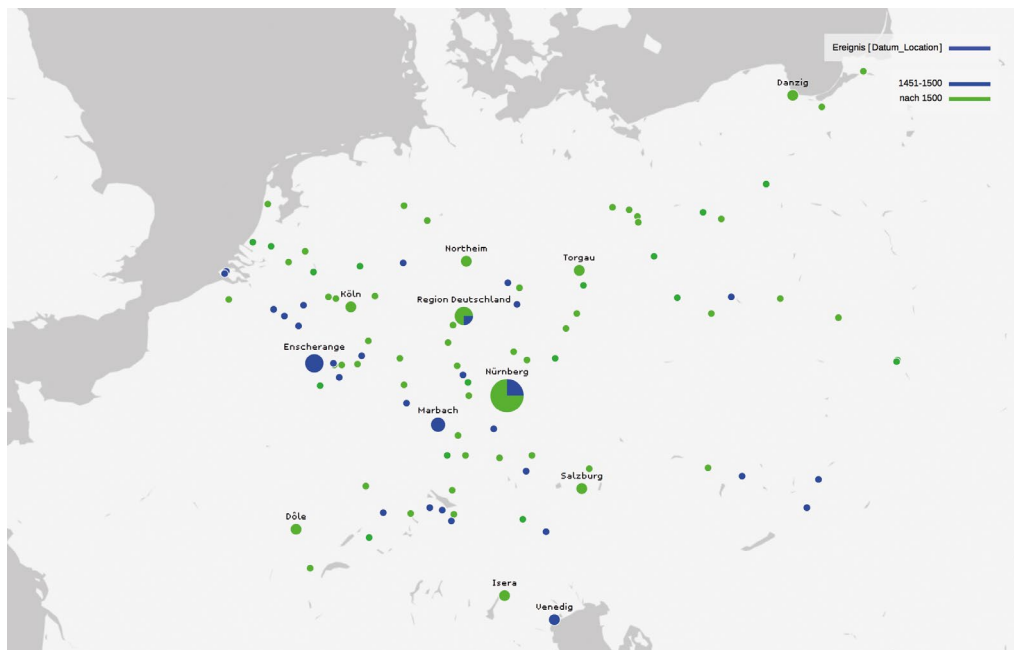 Ereignis [Datum_Location]
1451-1500
nach 1500
Danzig
Northeim
Torgau
Köln
Region Deutschland
Enscherange
Nürnberg
Marbach
Salzburg
Dôle
Isera
Venedig